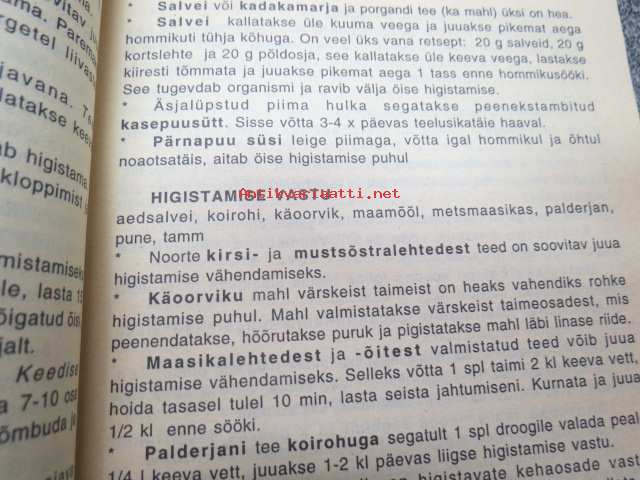 * Salvei või kadakamarja ja porgandi tee (ka mahl) üksi on hea.
* Salvei kallatakse üle kuuma veega ja juuakse pikemat aega
hommikuti tühja kõhuga. On veel üks vana retsept: 20 g salveid, 20 g
kortslehte ja 20 g põldosja, see kallatakse üle keeva veega, lastakse
kiiresti tõmmata ja juuakse pikemat aega 1 tass enne hommikusööki.
See tugevdab organismi ja ravib välja öise higistamise.
* Äsjalüpstud piima hulka segatakse peenekstambitud
kasepuusütt. Sisse võtta 3-4 x päevas teelusikatäie haaval.
* Pärnapuu süsi leige piimaga, võtta igal hommikul ja õhtul
noaotsatäis, aitab öise higistamise puhul
HIGISTAMISE VASTU
antikvariaatti.net
aedsalvei, koirohi, käoorvik, maamõõl, metsmaasikas, palderjan,
pune, tamm
* Noorte kirsi- ja mustsõstralehtedest teed on soovitav juua
higistamise vähendamiseks.
* Käoorviku mahl värskeist taimeist on heaks vahendiks rohke
higistamise puhul. Mahl valmistatakse värskeist taimeosadest, mis
peenendatakse, hõõrutakse puruk ja pigistatakse mahl läbi linase riide.
* Maasikalehtedest ja -õitest valmistatud teed võib juua
higistamise vähendamiseks. Selleks võtta 1 spl taimi 2 kl keeva vett,
hoida tasasel tulel 10 min, lasta seista jahtumiseni. Kurnata ja juua
1/2 kl enne sööki.
* Palderjani tee koirohuga segatult 1 spl droogile valada peal
1/4 l keeva vett, juuakse 1-2 kl päevas liigse higistamise vastu.
on higistavate kehaosade vast